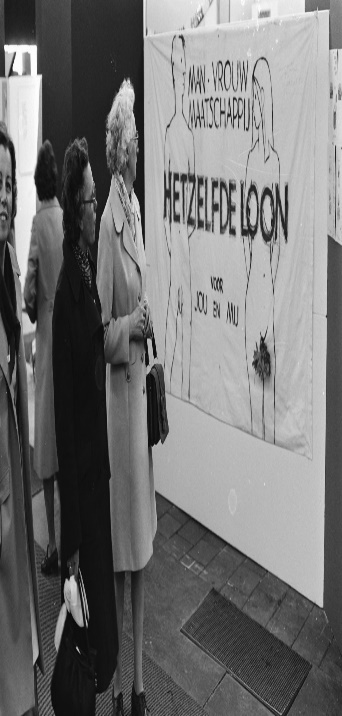 MAN - VROUW
MAATSCHAPPIJ
HETZELFDE LOON
VOOR
JOU EN MIJ